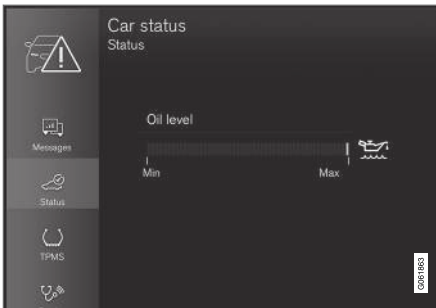 Car status
Status
Messages
Status
TPMS
Oil level
Min Max
G061863